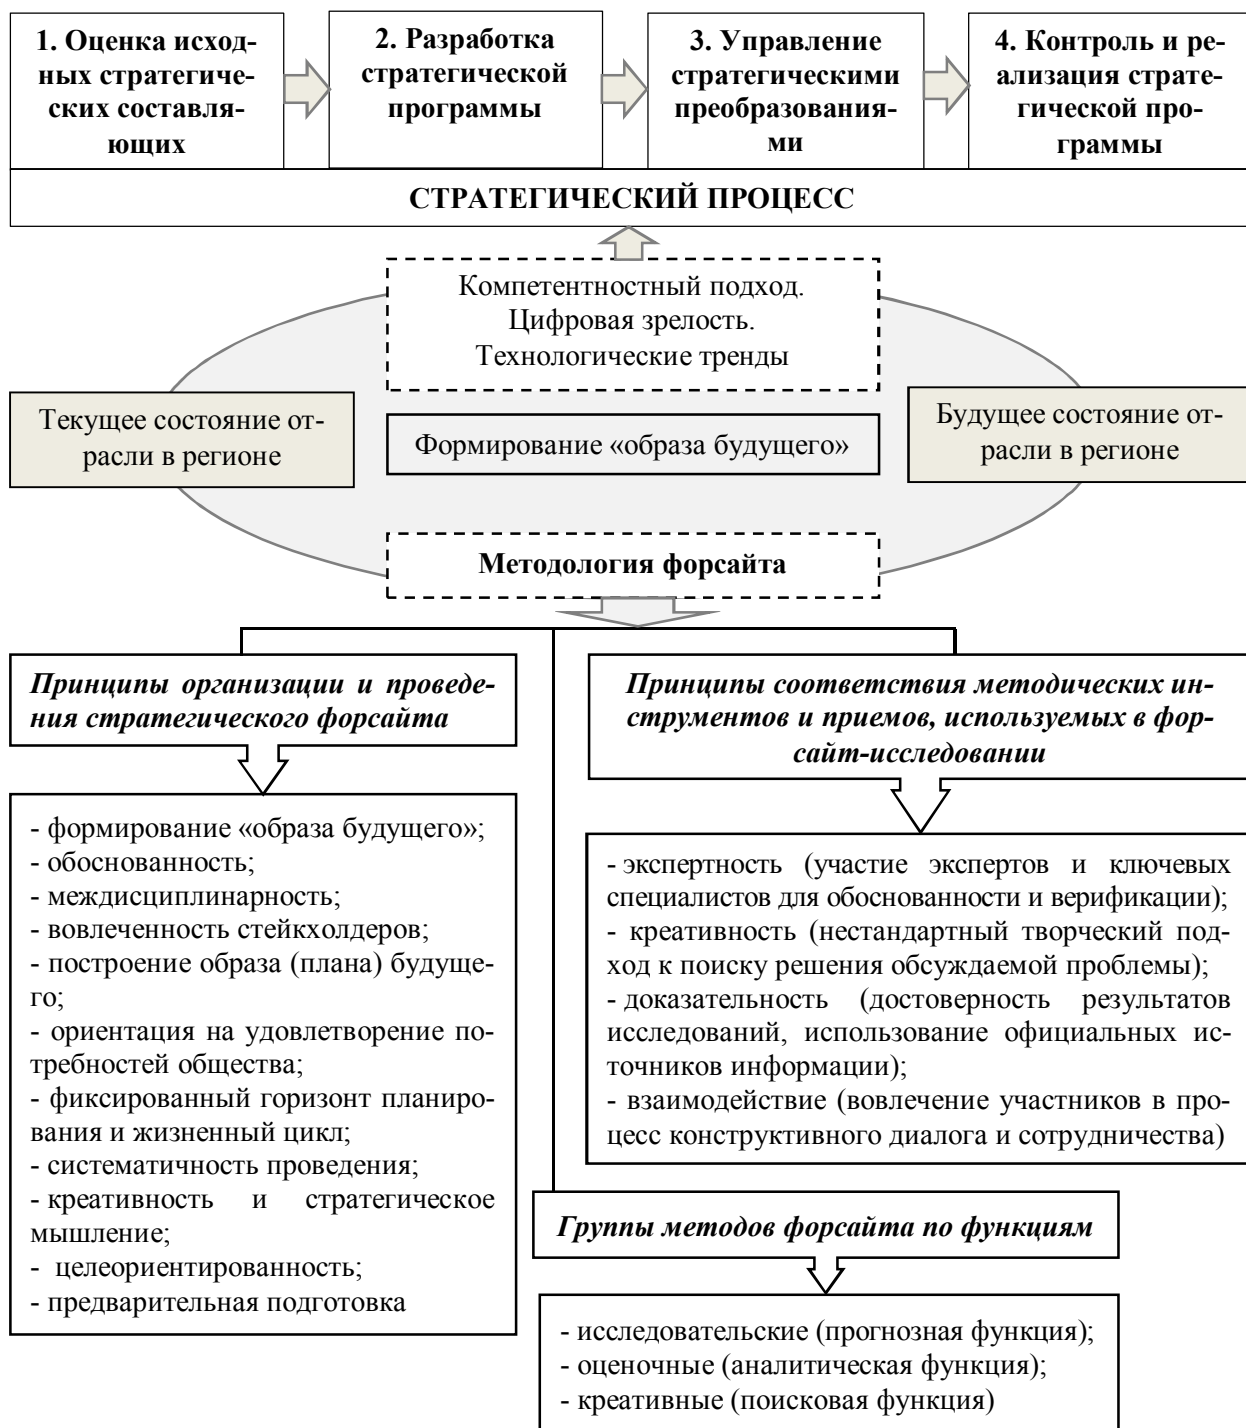 1. Оценка исход-
ных стратегиче-
ских составля-
ющих
2. Разработка
стратегической
программы
3. Управление
стратегическими
преобразования-
ми
4. Контроль и ре-
ализация страте-
гической про-
граммы
СТРАТЕГИЧЕСКИЙ ПРОЦЕСС
Компетентностный подход.
Цифровая зрелость.
Технологические тренды
Текущее состояние от-
расли в регионе
Формирование «образа будущего»
Будущее состояние от-
расли в регионе
Методология форсайта
Принципы организации и проведе-
ния стратегического форсайта
- формирование «образа будущего»;
- обоснованность;
- междисциплинарность;
- вовлеченность стейкхолдеров;
- построение образа (плана) будуще-
го;
- ориентация на удовлетворение по-
требностей общества;
- фиксированный горизонт планиро-
вания и жизненный цикл;
- систематичность проведения;
- креативность и стратегическое
мышление;
- целеориентированность;
- предварительная подготовка
Принципы соответствия методических ин-
струментов и приемов, используемых в фор-
сайт-исследовании
- экспертность (участие экспертов и ключевых
специалистов для обоснованности и верификации);
- креативность (нестандартный творческий под-
ход к поиску решения обсуждаемой проблемы);
- доказательность (достоверность результатов
исследований, использование официальных ис-
точников информации);
- взаимодействие (вовлечение участников в про-
цесс конструктивного диалога и сотрудничества)
Группы методов форсайта по функциям
- исследовательские (прогнозная функция);
- оценочные (аналитическая функция);
- креативные (поисковая функция)